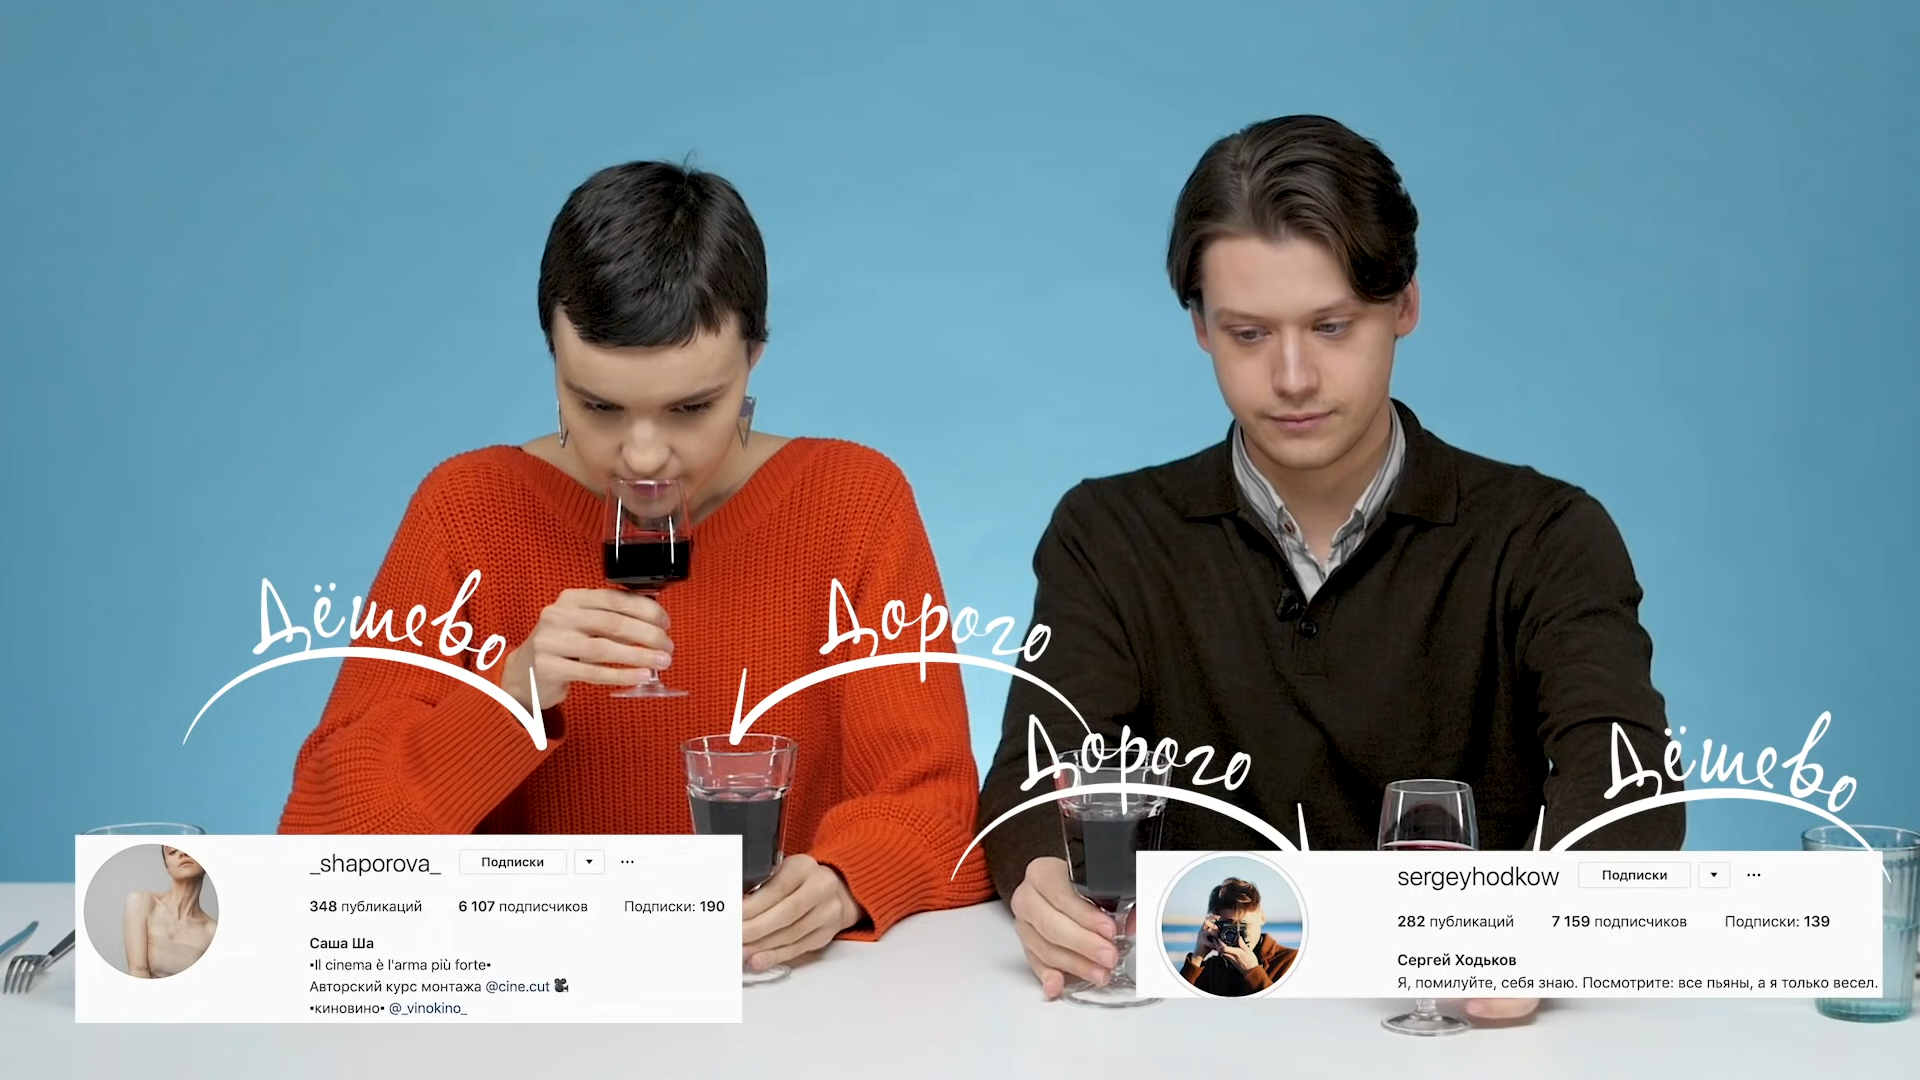 Дёшево
Дорого
Дорого
Дёшево
_shaporova_ Подписки ...
348 публикаций 6 107 подписчиков Подписки: 190
Саша Ша
▪Il cinema è l'arma più forte▪
Авторский курс монтажа @cine.cut 🎥
▪киновино▪ @_vinokino_
sergeyhodkow Подписки ...
282 публикаций 7 159 подписчиков Подписки: 139
Сергей Ходьков
Я, помилуйте, себя знаю. Посмотрите: все пьяны, а я только весел.